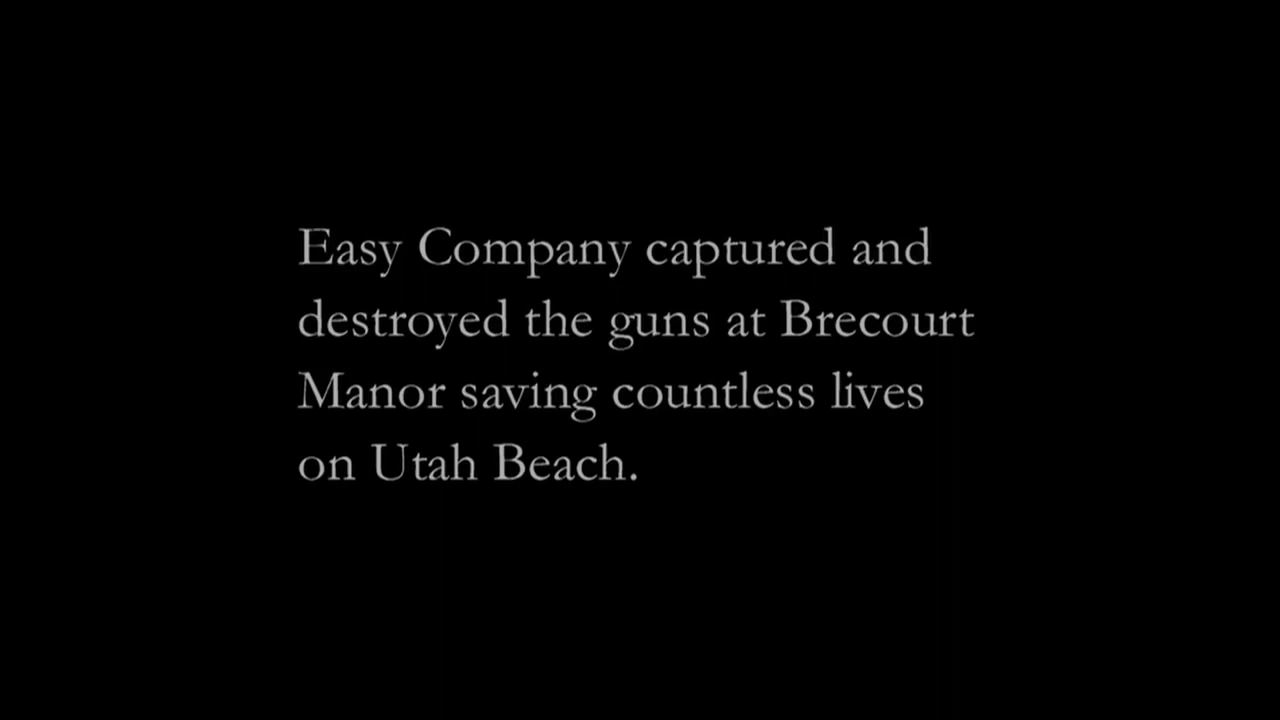 Easy Company captured and
destroyed the guns at Brecourt
Manor saving countless lives
on Utah Beach.